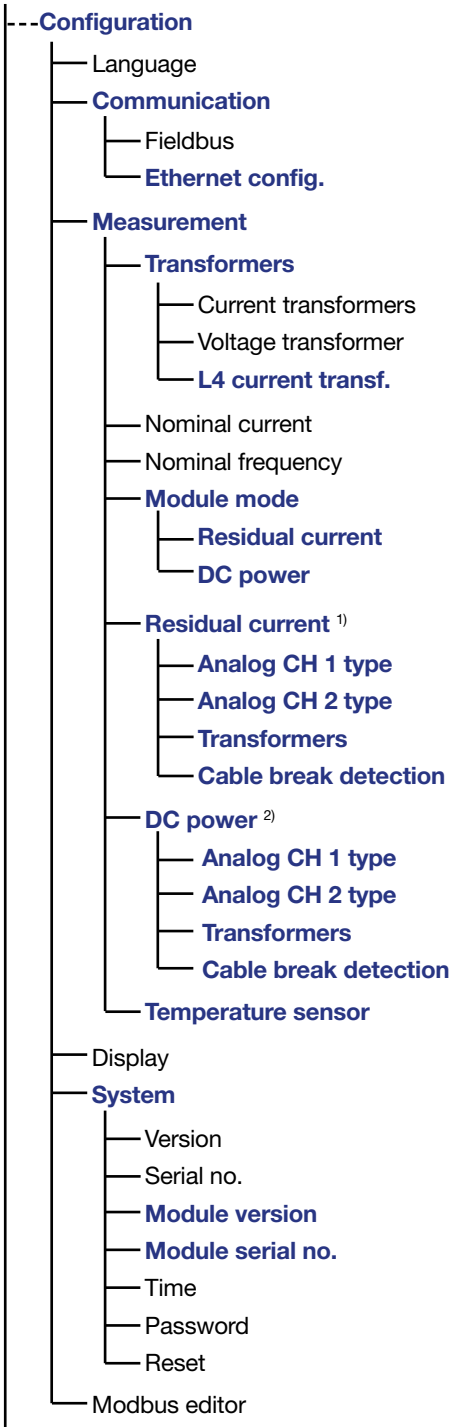 Configuration
Language
Communication
Fieldbus
Ethernet config.
Measurement
Transformers
Current transformers
Voltage transformer
L4 current transf.
Nominal current
Nominal frequency
Module mode
Residual current
DC power
Residual current 1)
Analog CH 1 type
Analog CH 2 type
Transformers
Cable break detection
DC power 2)
Analog CH 1 type
Analog CH 2 type
Transformers
Cable break detection
Temperature sensor
Display
System
Version
Serial no.
Module version
Module serial no.
Time
Password
Reset
Modbus editor